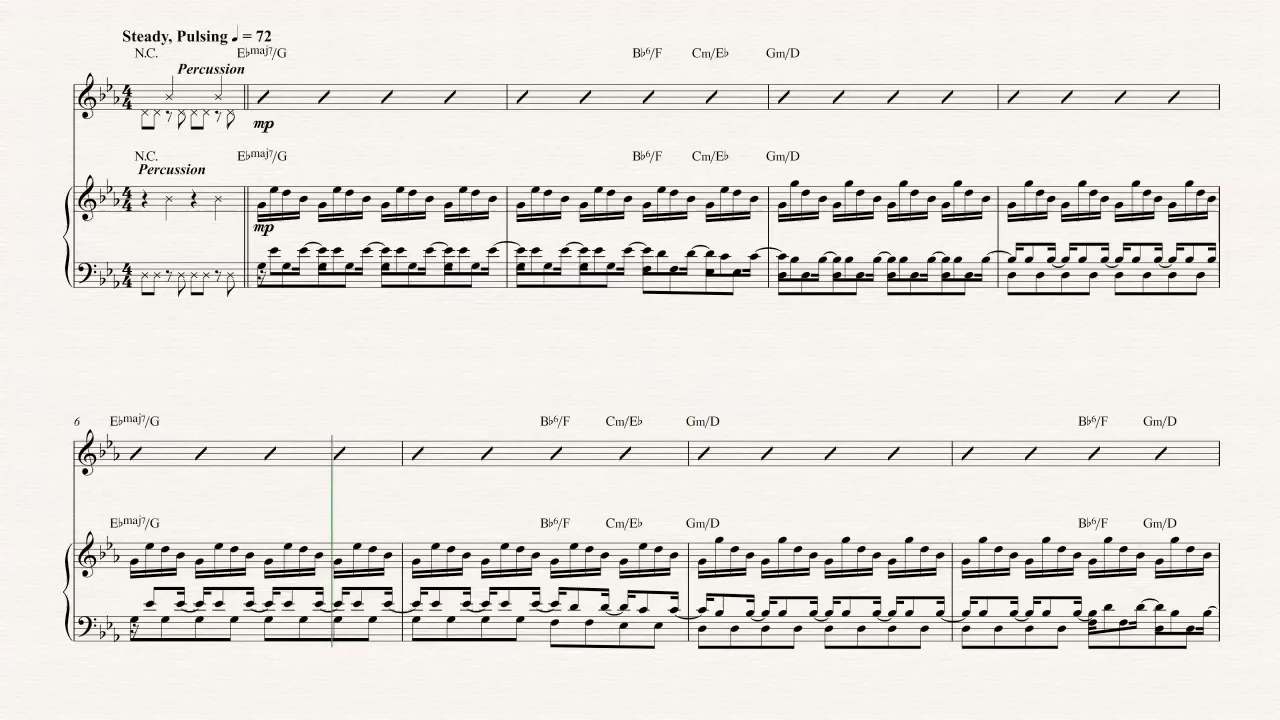 Steady, Pulsing ♩ = 72
N.C. E♭maj7/G B♭6/F Cm/E♭ Gm/D
Percussion
mp
N.C. E♭maj7/G B♭6/F Cm/E♭ Gm/D
Percussion
mp
6 E♭maj7/G B♭6/F Cm/E♭ Gm/D B♭6/F Gm/D
E♭maj7/G B♭6/F Cm/E♭ Gm/D B♭6/F Gm/D